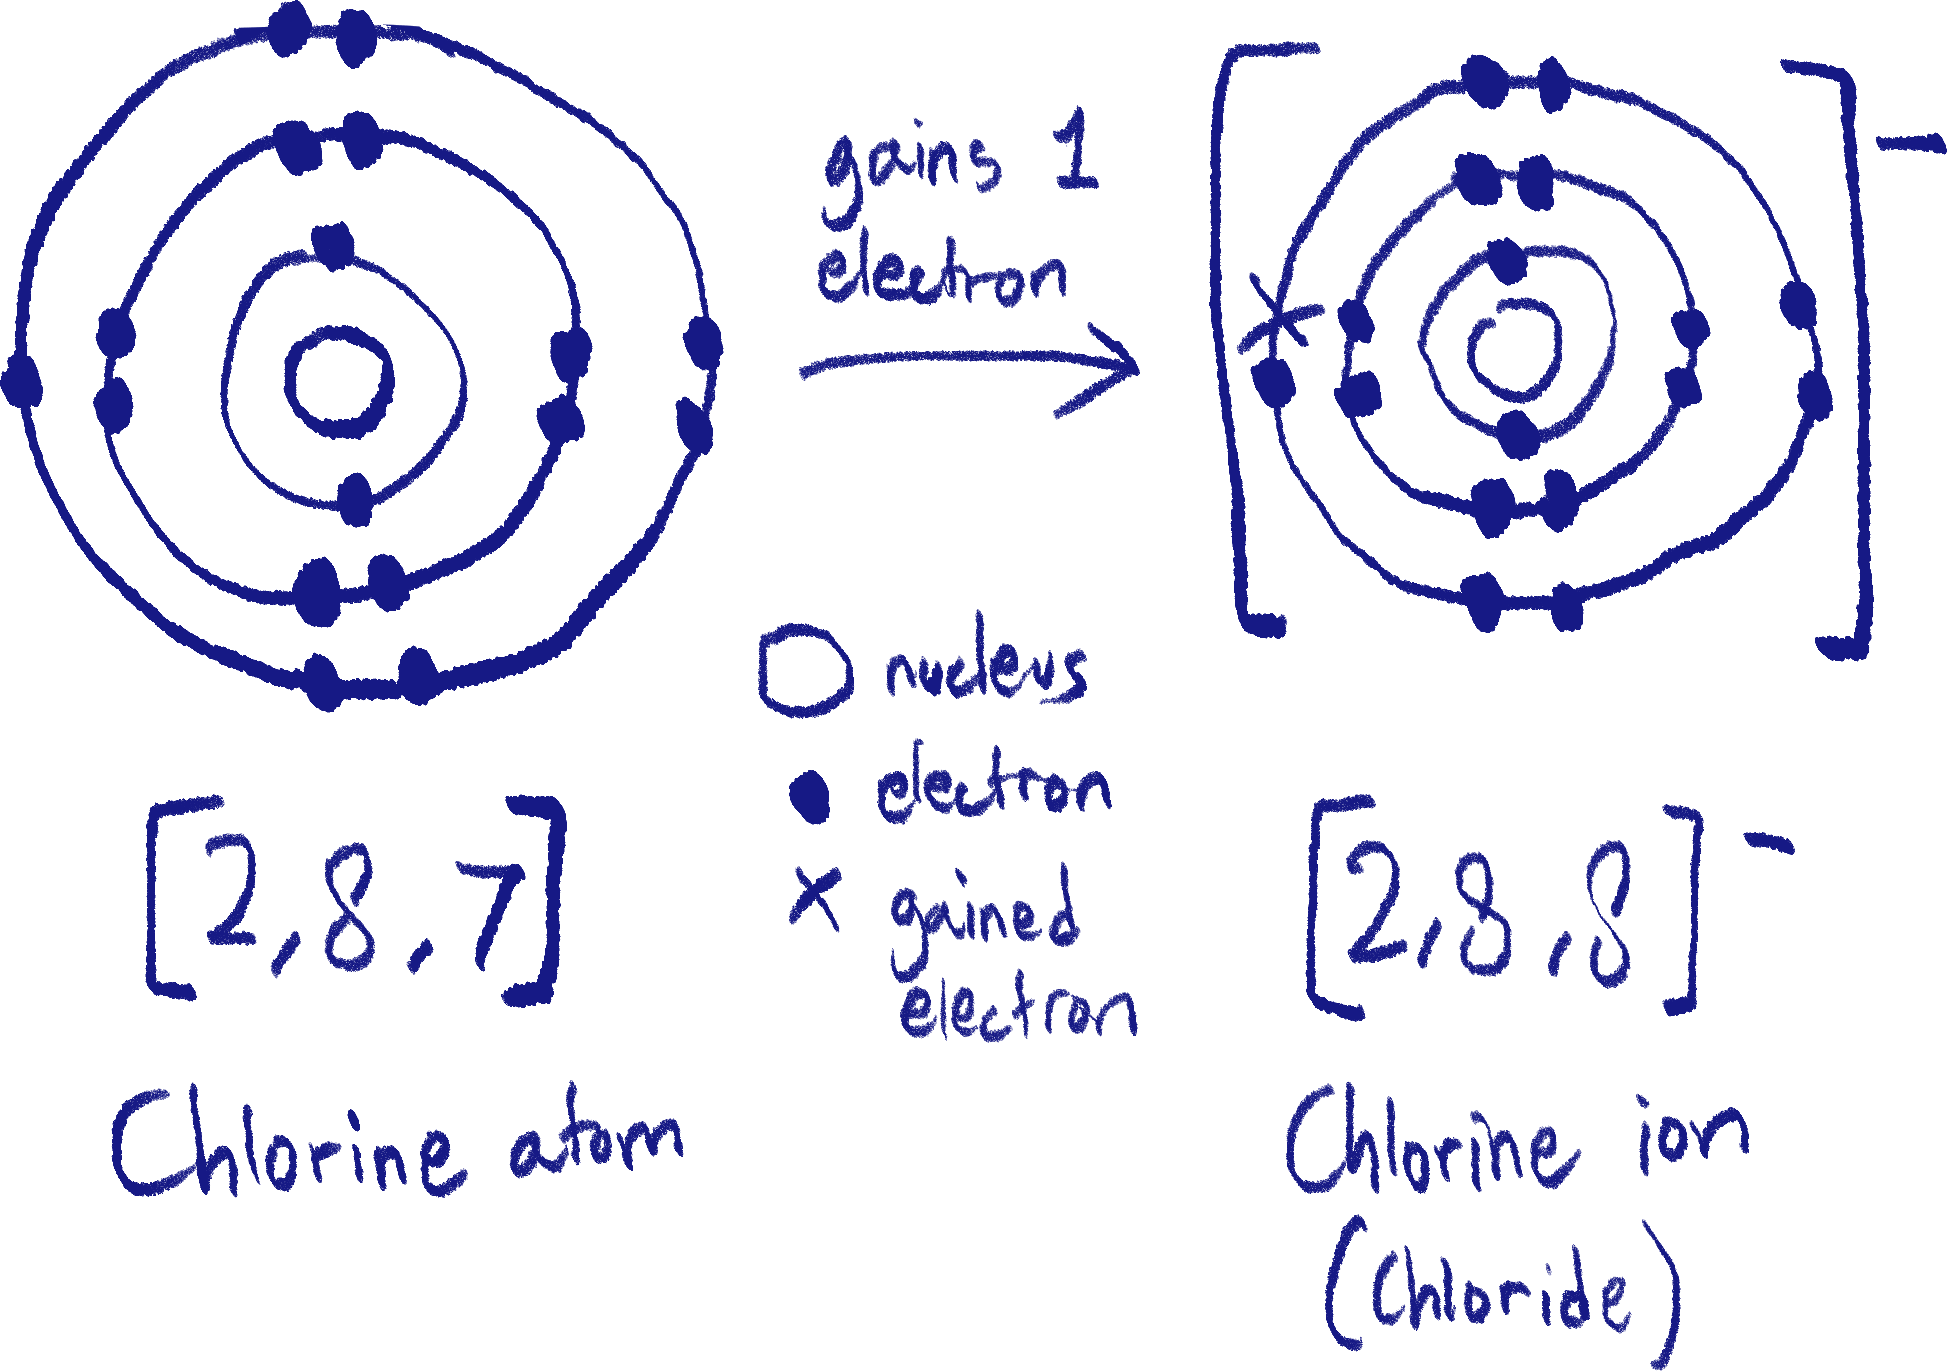 gains 1
electron
nucleus
electron
gained
electron
[2,8,7]
[2,8,8]⁻
Chlorine atom
Chlorine ion
(Chloride)